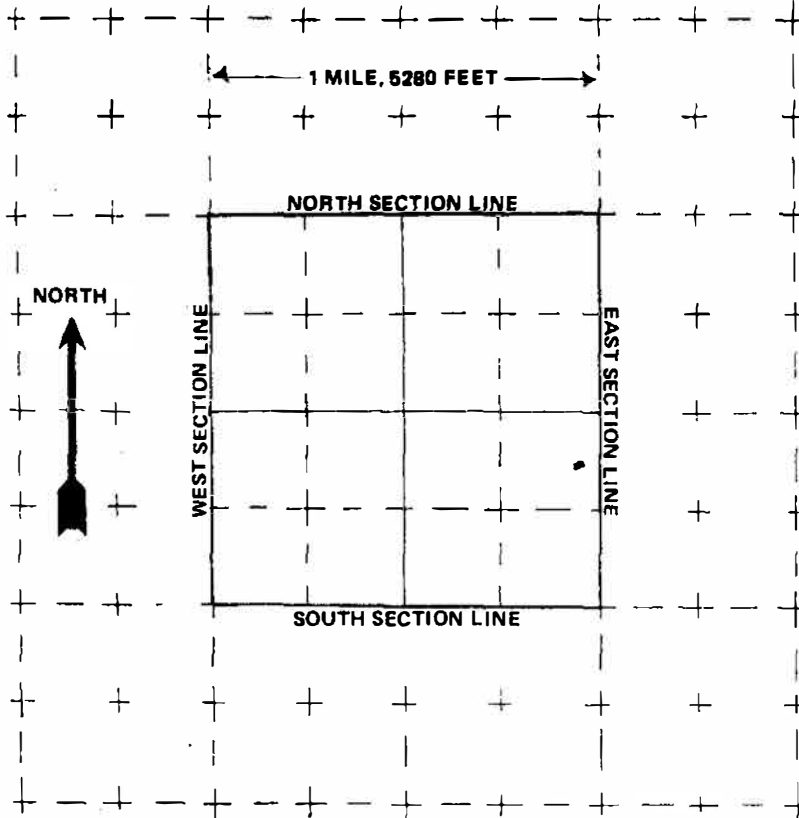 1 MILE, 5280 FEET
NORTH SECTION LINE
NORTH
WEST SECTION LINE
EAST SECTION LINE
SOUTH SECTION LINE